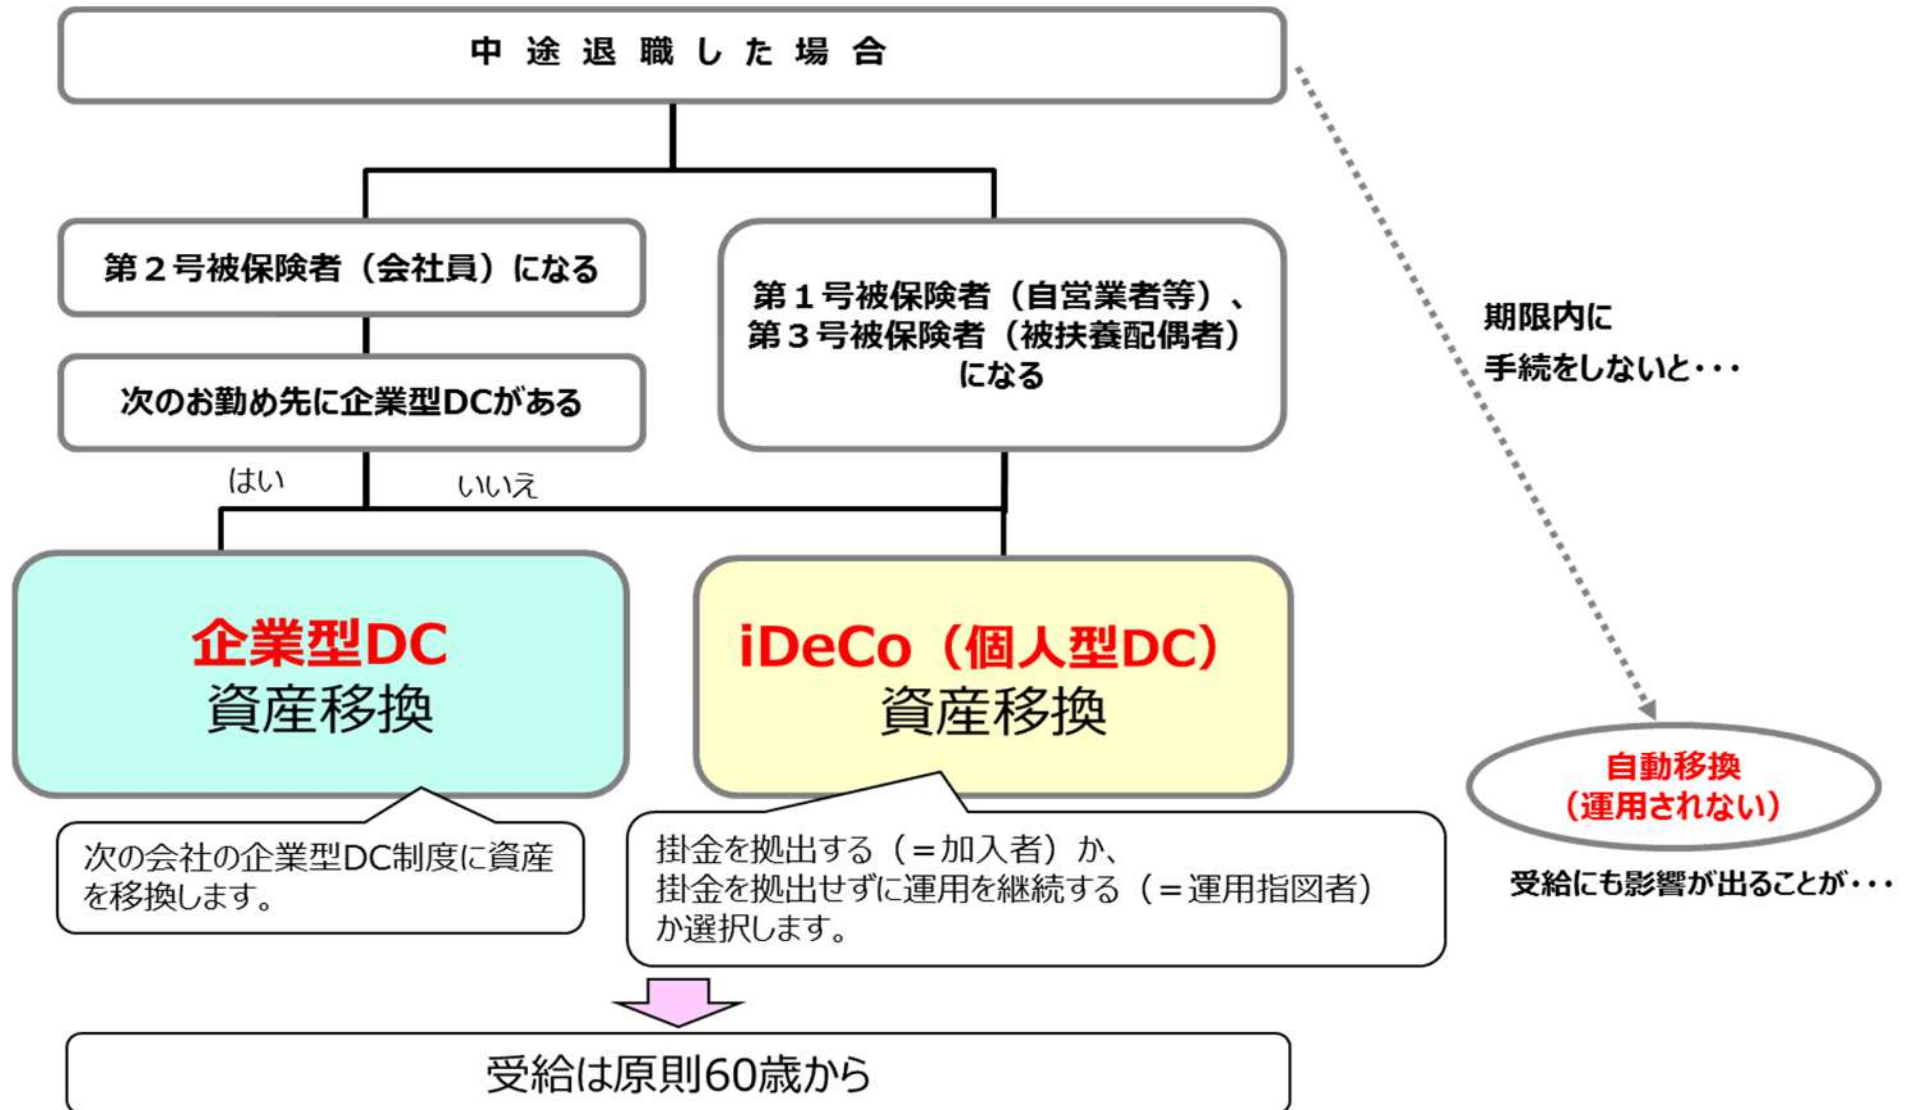 中途退職した場合
第２号被保険者（会社員）になる
次のお勤め先に企業型DCがある
第１号被保険者（自営業者等）、
第３号被保険者（被扶養配偶者）
になる
期限内に
手続をしないと・・・
はい
いいえ
企業型DC
資産移換
iDeCo（個人型DC）
資産移換
自動移換
（運用されない）
受給にも影響が出ることが・・・
次の会社の企業型DC制度に資産
を移換します。
掛金を拠出する（＝加入者）か、
掛金を拠出せずに運用を継続する（＝運用指図者）
か選択します。
受給は原則60歳から